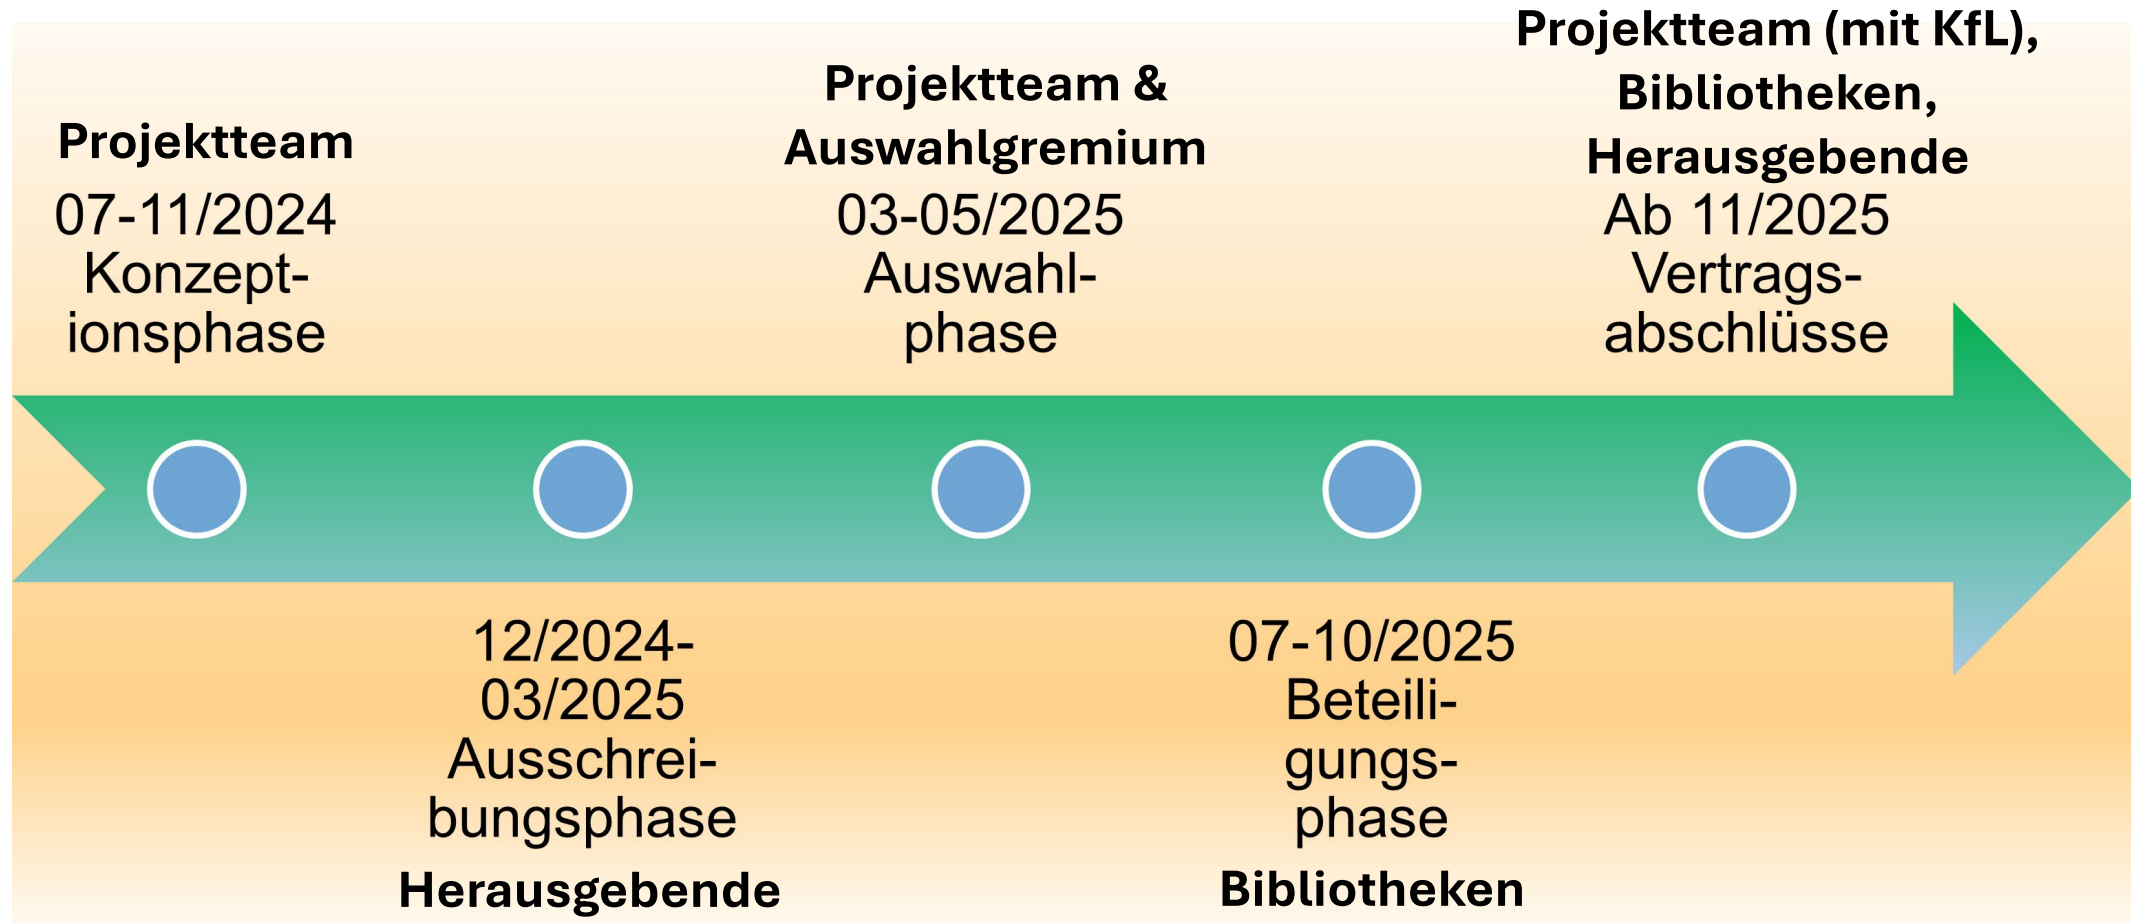 Projektteam
07-11/2024
Konzept-
ionsphase
12/2024-
03/2025
Ausschrei-
bungsphase
Herausgebende
Projektteam &
Auswahlgremium
03-05/2025
Auswahl-
phase
07-10/2025
Beteili-
gungs-
phase
Bibliotheken
Projektteam (mit KfL),
Bibliotheken,
Herausgebende
Ab 11/2025
Vertrags-
abschlüsse